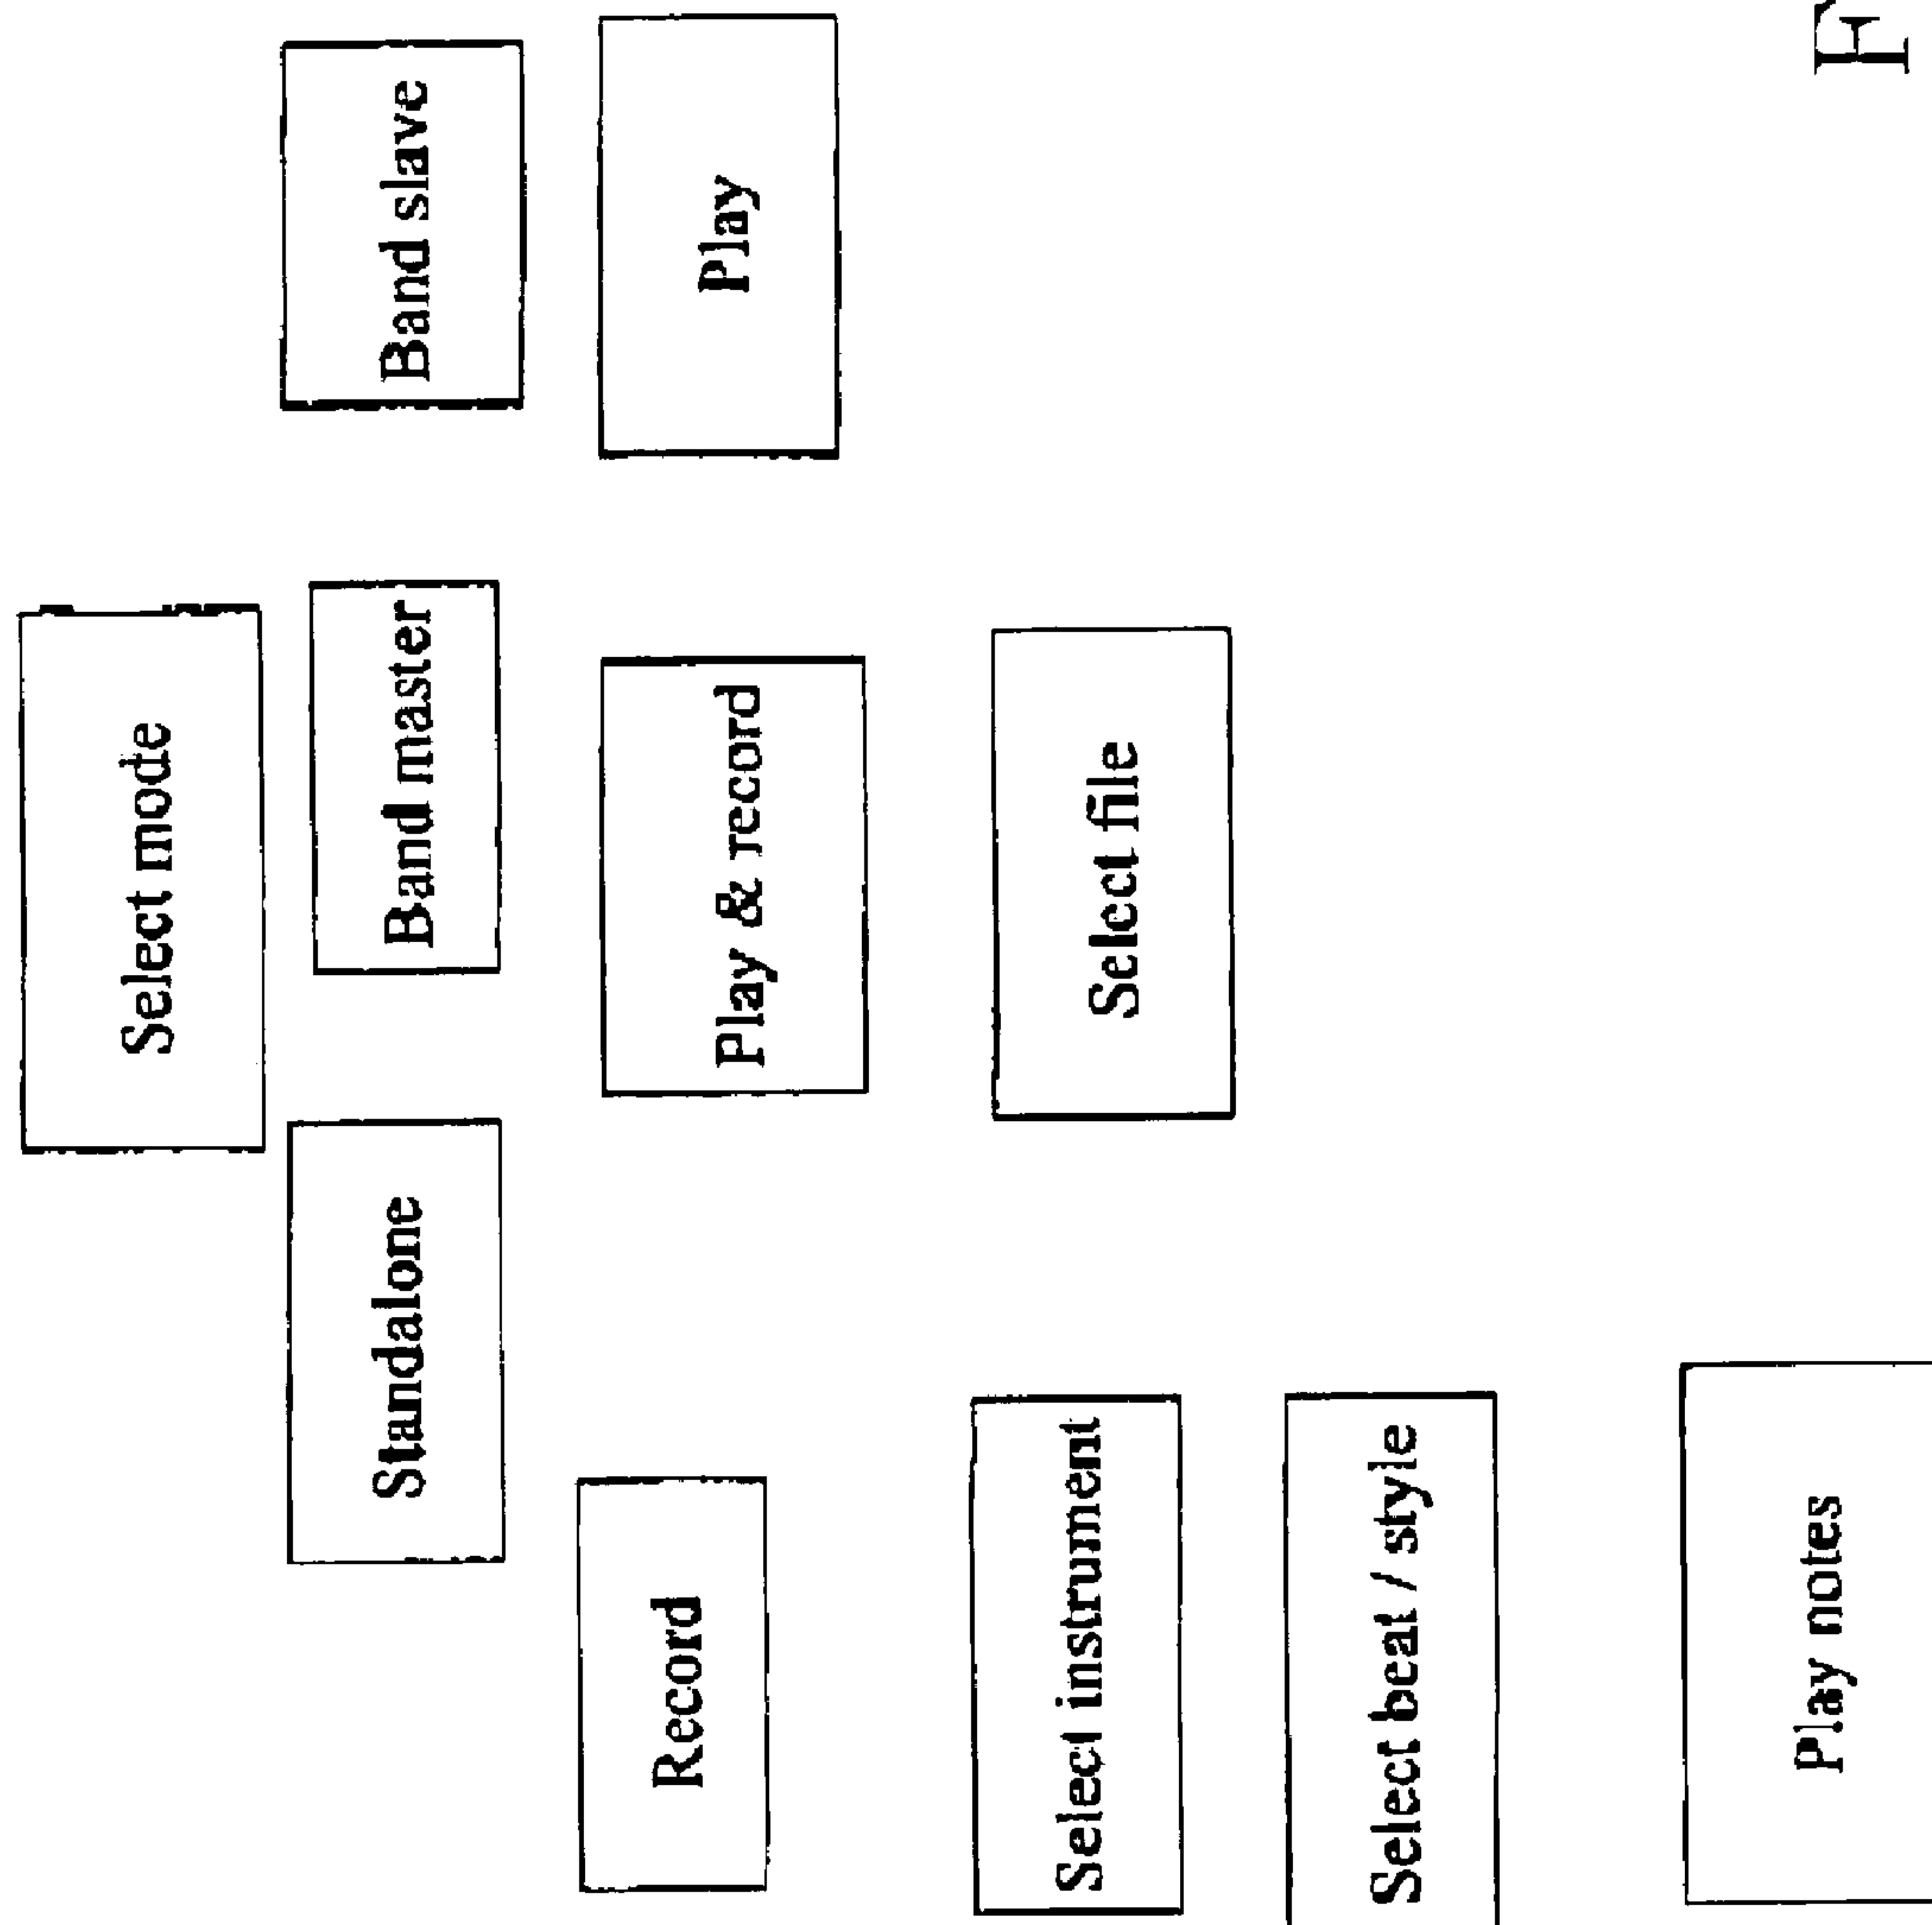 Select mode
Standalone
Band master
Band slave
Record
Play & record
Play
Select instrument
Select file
Select beat / style
Play notes
F